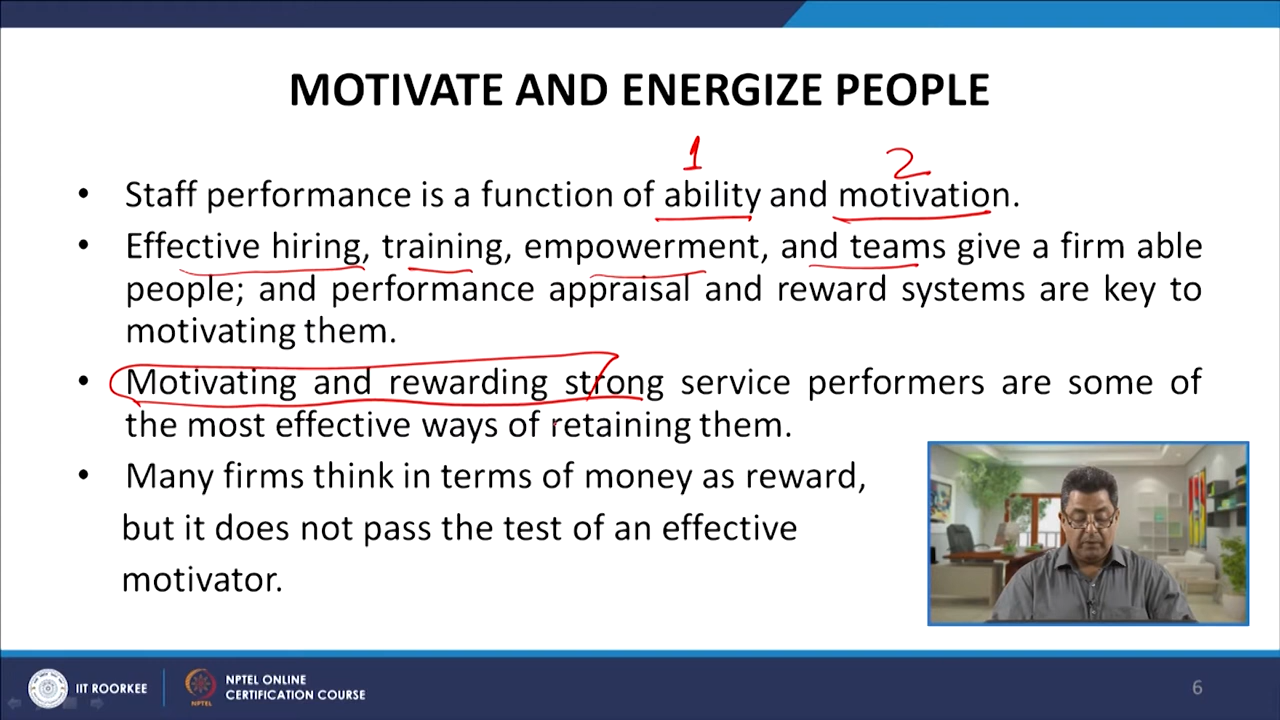 MOTIVATE AND ENERGIZE PEOPLE
1 2
• Staff performance is a function of ability and motivation.
• Effective hiring, training, empowerment, and teams give a firm able
people; and performance appraisal and reward systems are key to
motivating them.
• Motivating and rewarding strong service performers are some of
the most effective ways of retaining them.
• Many firms think in terms of money as reward,
but it does not pass the test of an effective
motivator.
IIT ROORKEE
NPTEL
NPTEL ONLINE
CERTIFICATION COURSE
6